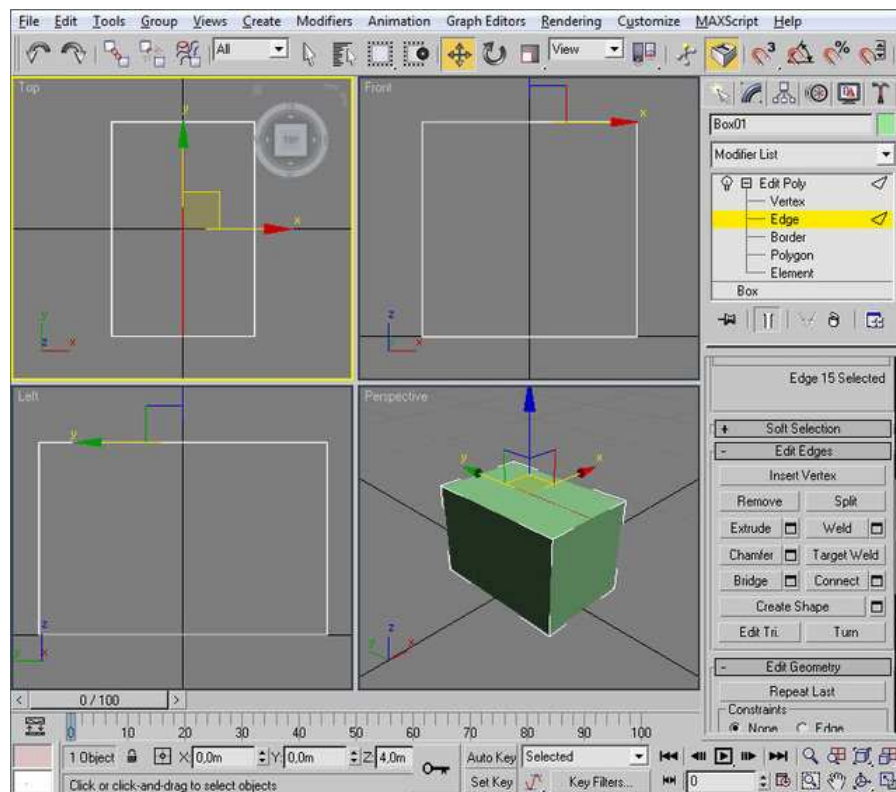 File Edit Tools Group Views Create Modifiers Animation Graph Editors Rendering Customize MAXScript Help
All View 3 %
Top Front
y x
TOP
x
Box01
Modifier List
Edit Poly
Vertex
Edge
Border
Polygon
Element
Box
y z x
z x
Edge 15 Selected
Left Perspective
y
y x
+ Soft Selection
- Edit Edges
Insert Vertex
Remove Split
Extrude Weld
Chamfer Target Weld
Bridge Connect
Create Shape
Edit Tri. Turn
z y x
z y x
- Edit Geometry
Repeat Last
Constraints
None Edge
< 0 / 100 >
0 10 20 30 40 50 60 70 80 90 100
1 Object X: 0,0m Y: 0,0m Z: 4,0m Auto Key Selected
Click or click-and-drag to select objects Set Key Key Filters... 0